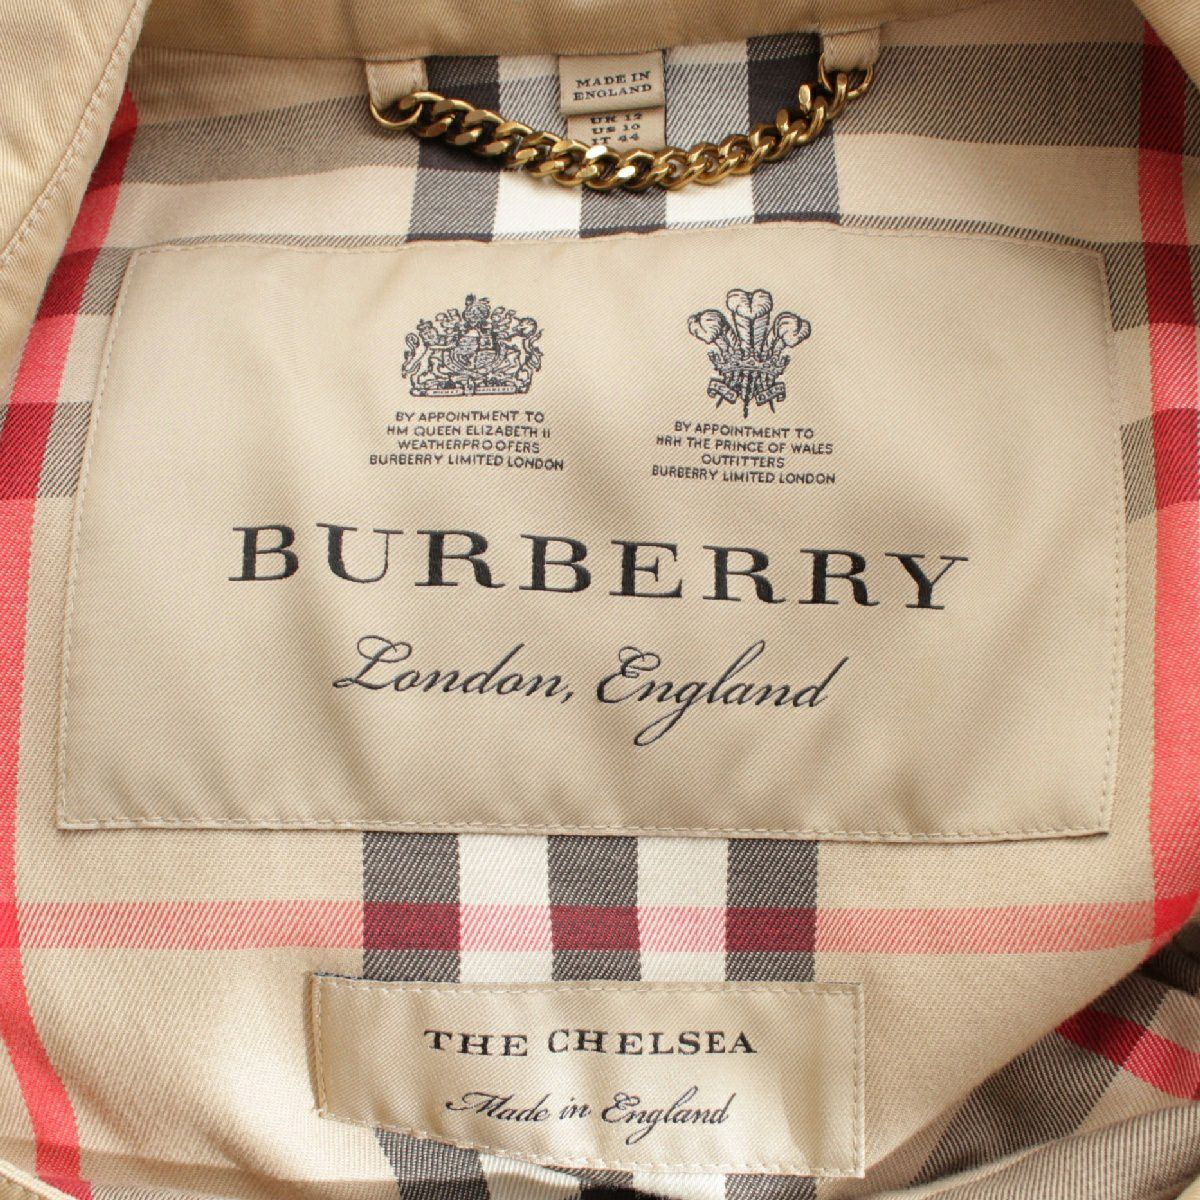 MADE IN
ENGLAND
UK 12
US 10
IT 44
BY APPOINTMENT TO
HM QUEEN ELIZABETH II
WEATHERPROOFERS
BURBERRY LIMITED LONDON
BY APPOINTMENT TO
HRH THE PRINCE OF WALES
OUTFITTERS
BURBERRY LIMITED LONDON
BURBERRY
London, England
THE CHELSEA
Made in England